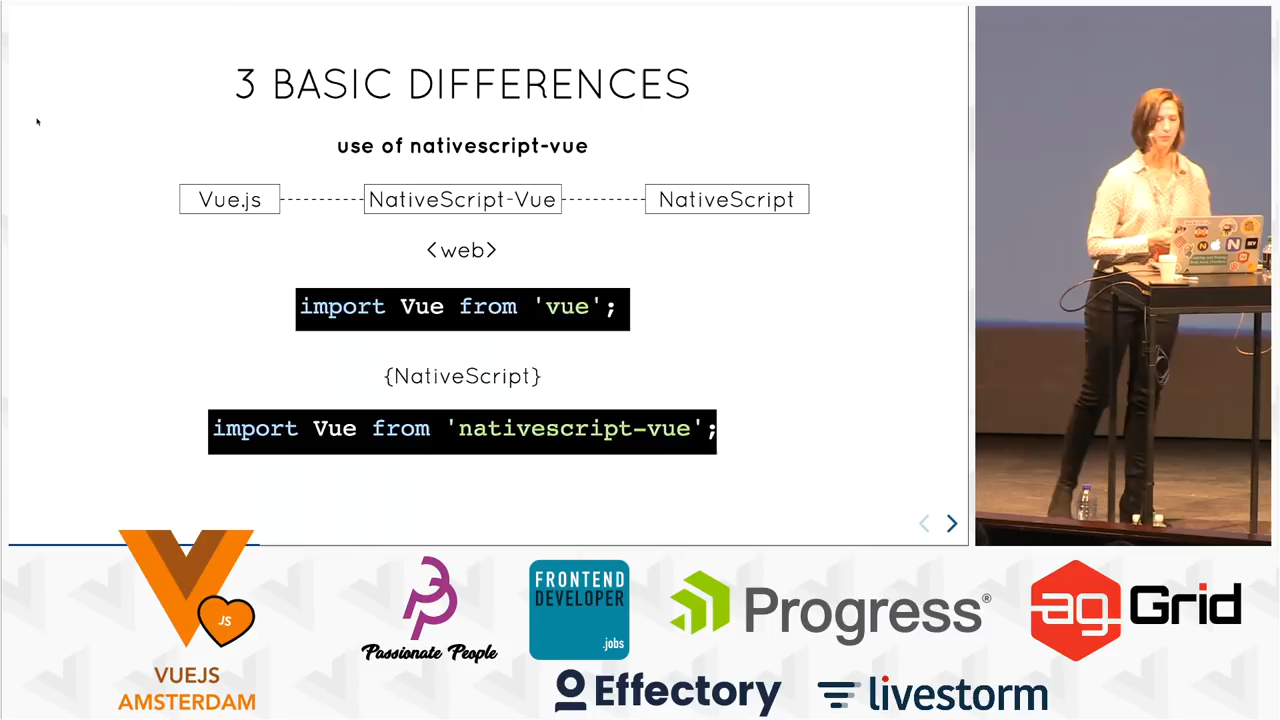 3 BASIC DIFFERENCES
use of nativescript-vue
Vue.js NativeScript-Vue NativeScript
<web>
import Vue from 'vue';
{NativeScript}
import Vue from 'nativescript-vue';
JS
VUEJS
AMSTERDAM
Passionate People
FRONTEND
DEVELOPER
.jobs
Progress®
ag Grid
Effectory
livestorm
DEV